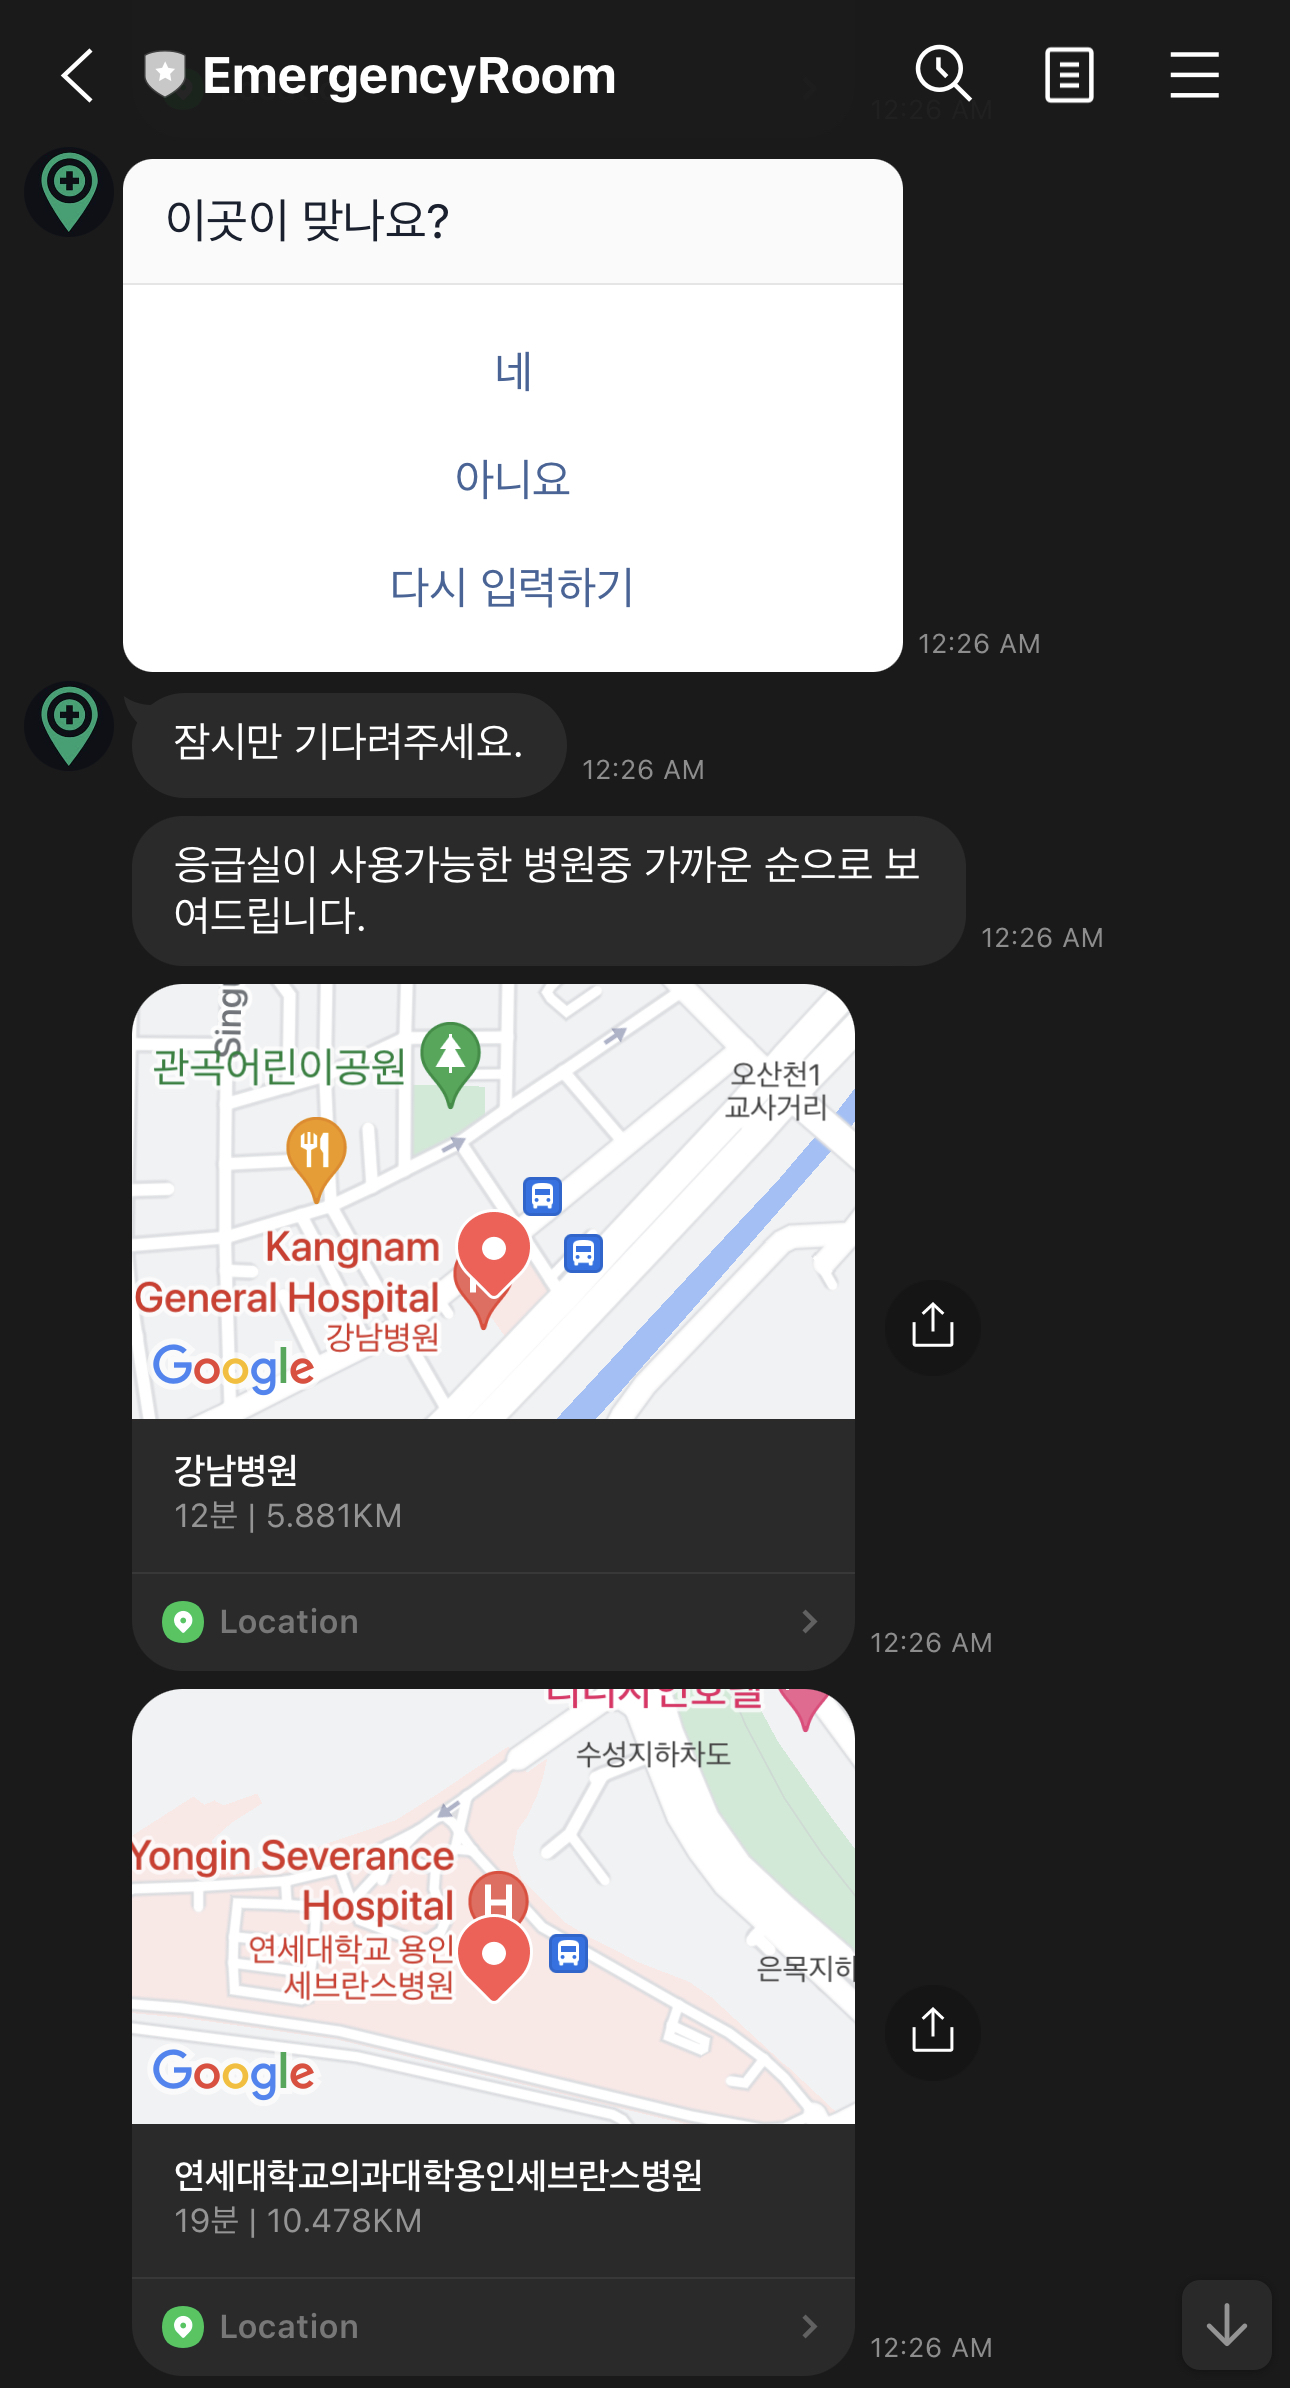 EmergencyRoom
12:26 AM
이곳이 맞나요?
네
아니요
다시 입력하기
12:26 AM
잠시만 기다려주세요.
12:26 AM
응급실이 사용가능한 병원중 가까운 순으로 보
여드립니다.
12:26 AM
관곡어린이공원
오산천1
교사거리
Kangnam
General Hospital
강남병원
Google
강남병원
12분 | 5.881KM
Location
12:26 AM
수성지하차도
Yongin Severance
Hospital
연세대학교 용인
세브란스병원
은목지하
Google
연세대학교의과대학용인세브란스병원
19분 | 10.478KM
Location
12:26 AM